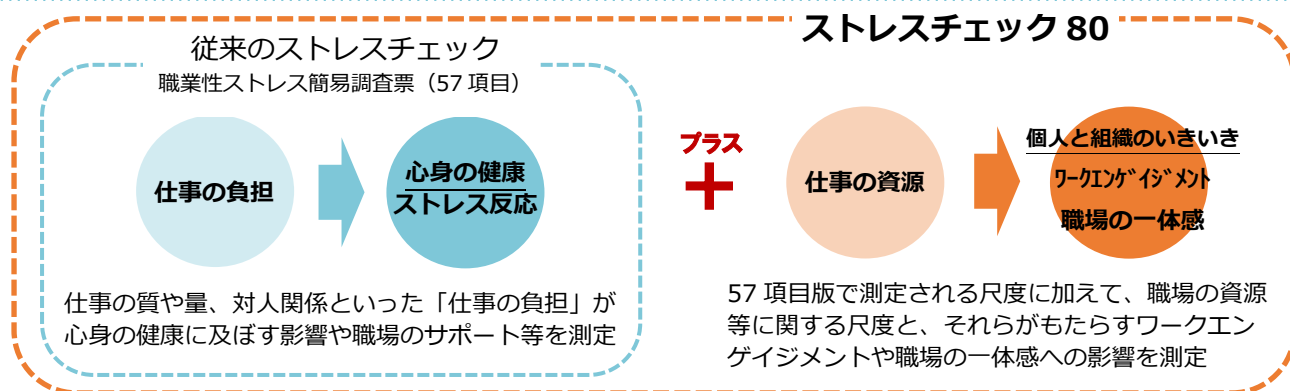 ストレスチェック 80
従来のストレスチェック
職業性ストレス簡易調査票（57 項目）
仕事の負担
心身の健康
ストレス反応
仕事の質や量、対人関係といった「仕事の負担」が
心身の健康に及ぼす影響や職場のサポート等を測定
プラス
+
仕事の資源
個人と組織のいきいき
ﾜｰｸｴﾝｹﾞｲｼﾞﾒﾝﾄ
職場の一体感
57 項目版で測定される尺度に加えて、職場の資源
等に関する尺度と、それらがもたらすワークエン
ゲイジメントや職場の一体感への影響を測定